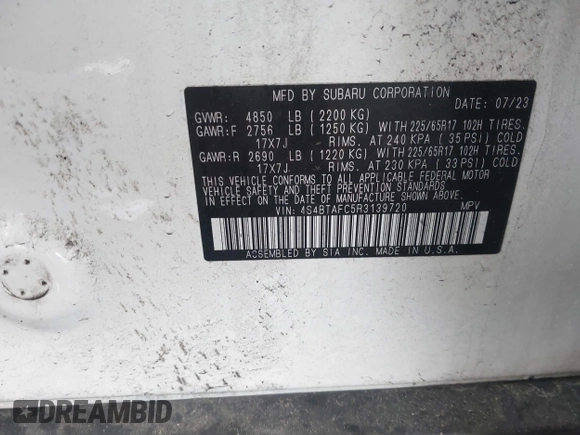 MFD BY SUBARU CORPORATION
DATE: 07/23
GVWR: 4850 LB (2200 KG)
GAWR:F 2756 LB (1250 KG) WITH 225/65R17 102H TIRES,
17X7J RIMS, AT 240 KPA (35 PSI) COLD
GAWR:R 2690 LB (1220 KG) WITH 225/65R17 102H TIRES,
17X7J RIMS, AT 230 KPA (33 PSI) COLD
THIS VEHICLE CONFORMS TO ALL APPLICABLE FEDERAL MOTOR
VEHICLE SAFETY, BUMPER, AND THEFT PREVENTION STANDARDS
IN EFFECT ON THE DATE OF MANUFACTURE SHOWN ABOVE.
VIN: 4S4BTAFC5R3139720 MPV
ASSEMBLED BY SIA INC. MADE IN U.S.A.
DREAMBID